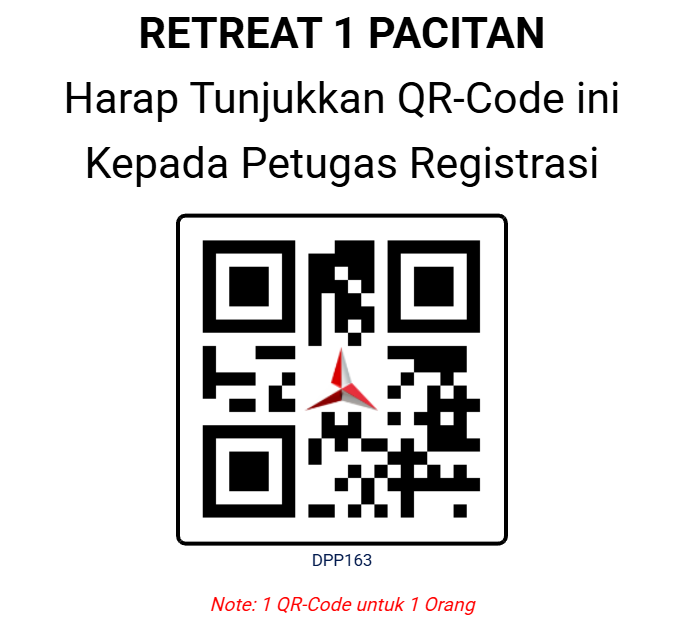 RETREAT 1 PACITAN
Harap Tunjukkan QR-Code ini
Kepada Petugas Registrasi
DPP163
Note: 1 QR-Code untuk 1 Orang